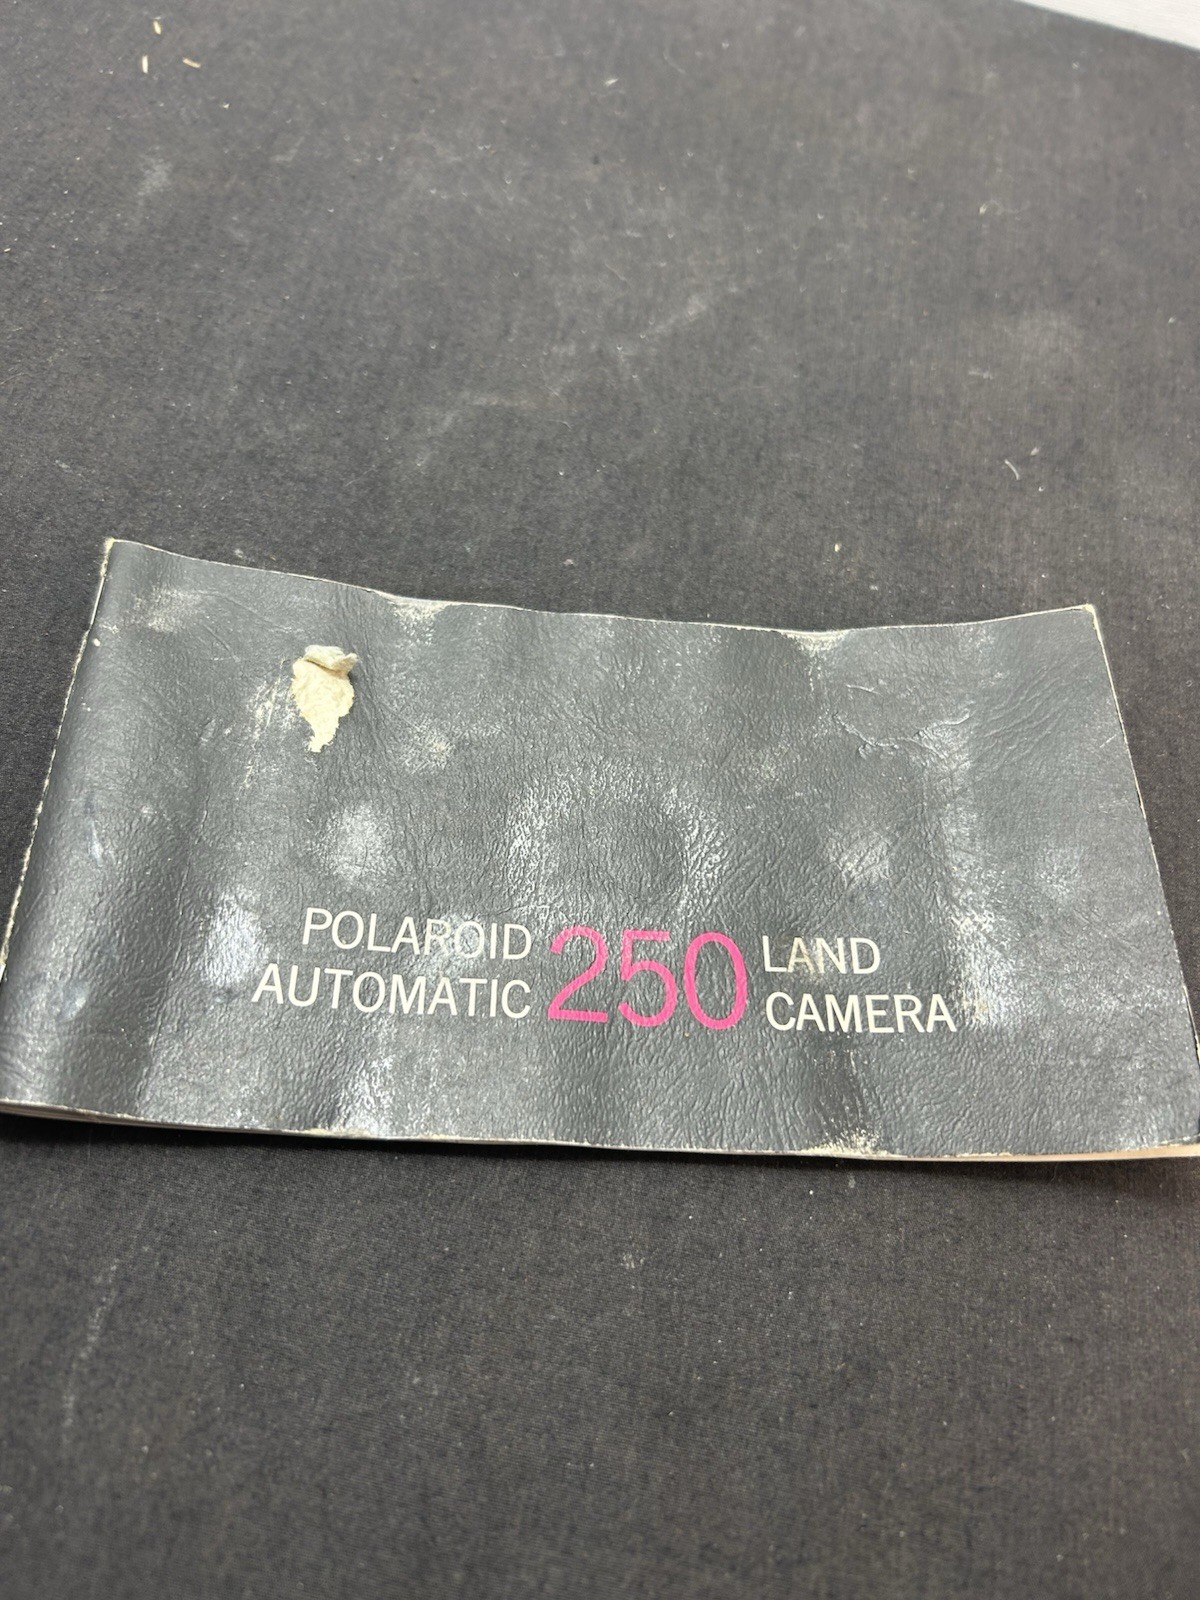 POLAROID
AUTOMATIC
250
LAND
CAMERA